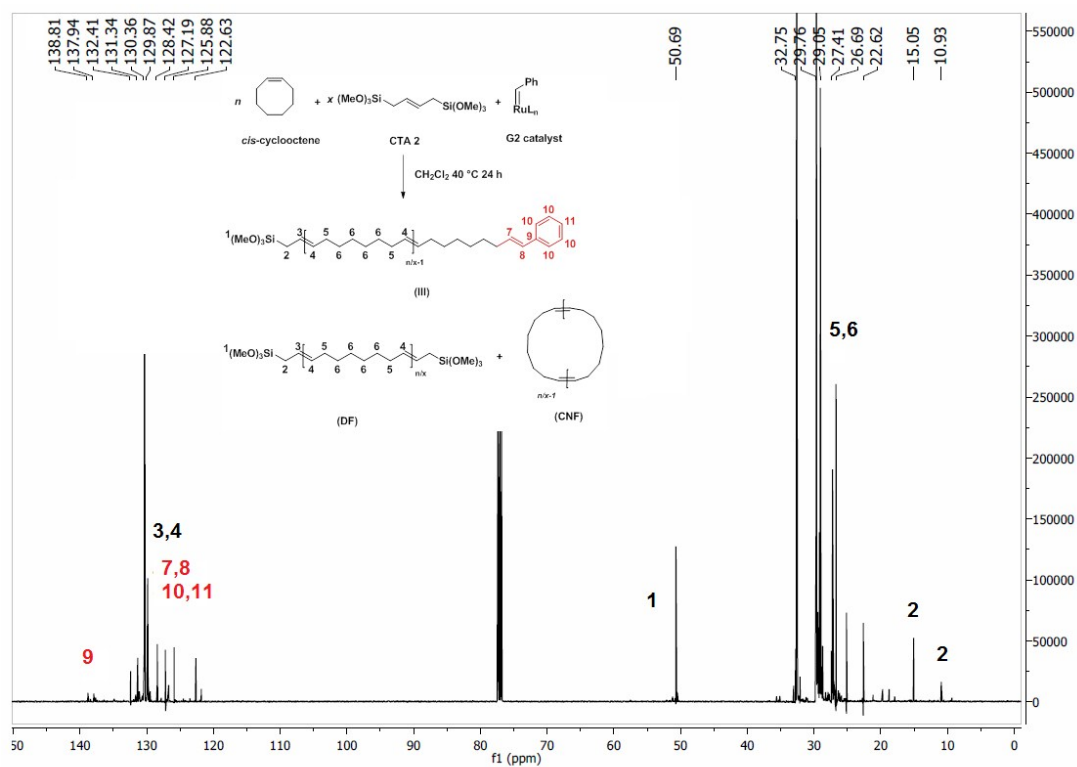 138.81
137.94
132.41
131.34
130.36
129.87
128.42
127.19
125.88
122.63
50.69
32.75
29.76
29.05
27.41
26.69
22.62
15.05
10.93
n
+ x (MeO)₃Si
Si(OMe)₃
+
Ph
RuLₙ
cis-cyclooctene
CTA 2
G2 catalyst
CH₂Cl₂ 40 °C 24 h
¹(MeO)₃Si 2 3 4 5 6 6 6 6 5 4 n/x-1 7 8 9 10 10 10 10 11
(III)
¹(MeO)₃Si 2 3 4 5 6 6 6 6 5 4 n/x Si(OMe)₃ + n/x-1
(DF)
(CNF)
5,6
3,4
7,8
10,11
9
1
2
2
550000
500000
450000
400000
350000
300000
250000
200000
150000
100000
50000
0
50 140 130 120 110 100 90 80 70 60 50 40 30 20 10 0
f1 (ppm)